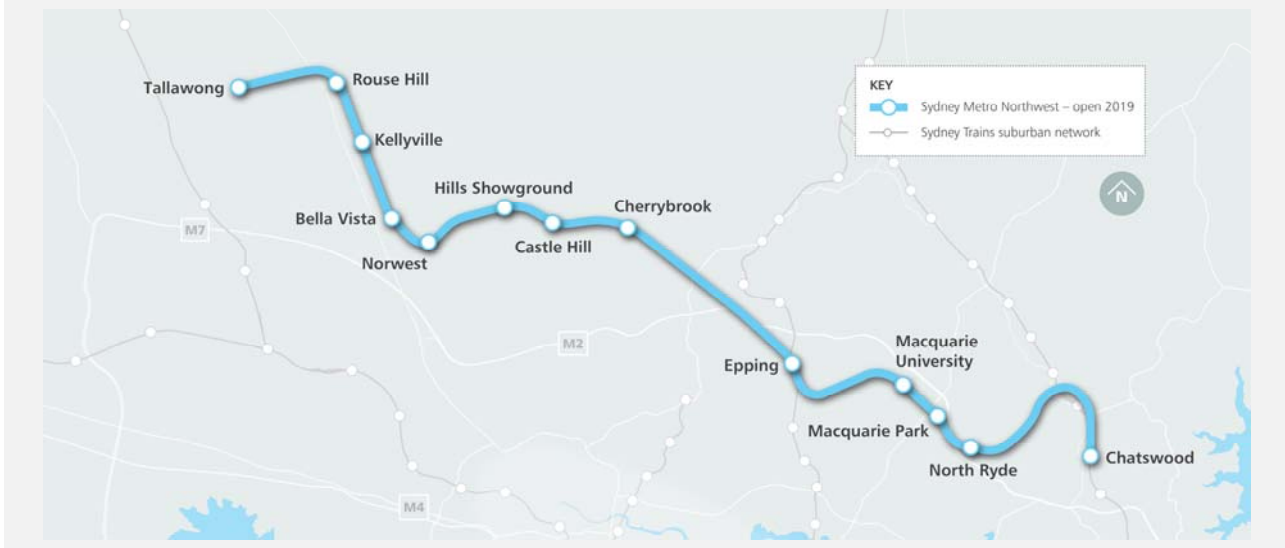 KEY
Sydney Metro Northwest – open 2019
Sydney Trains suburban network
N
Tallawong
Rouse Hill
Kellyville
Hills Showground
Cherrybrook
Bella Vista
M7
Castle Hill
Norwest
M2
Macquarie
University
Epping
Macquarie Park
North Ryde
Chatswood
M4